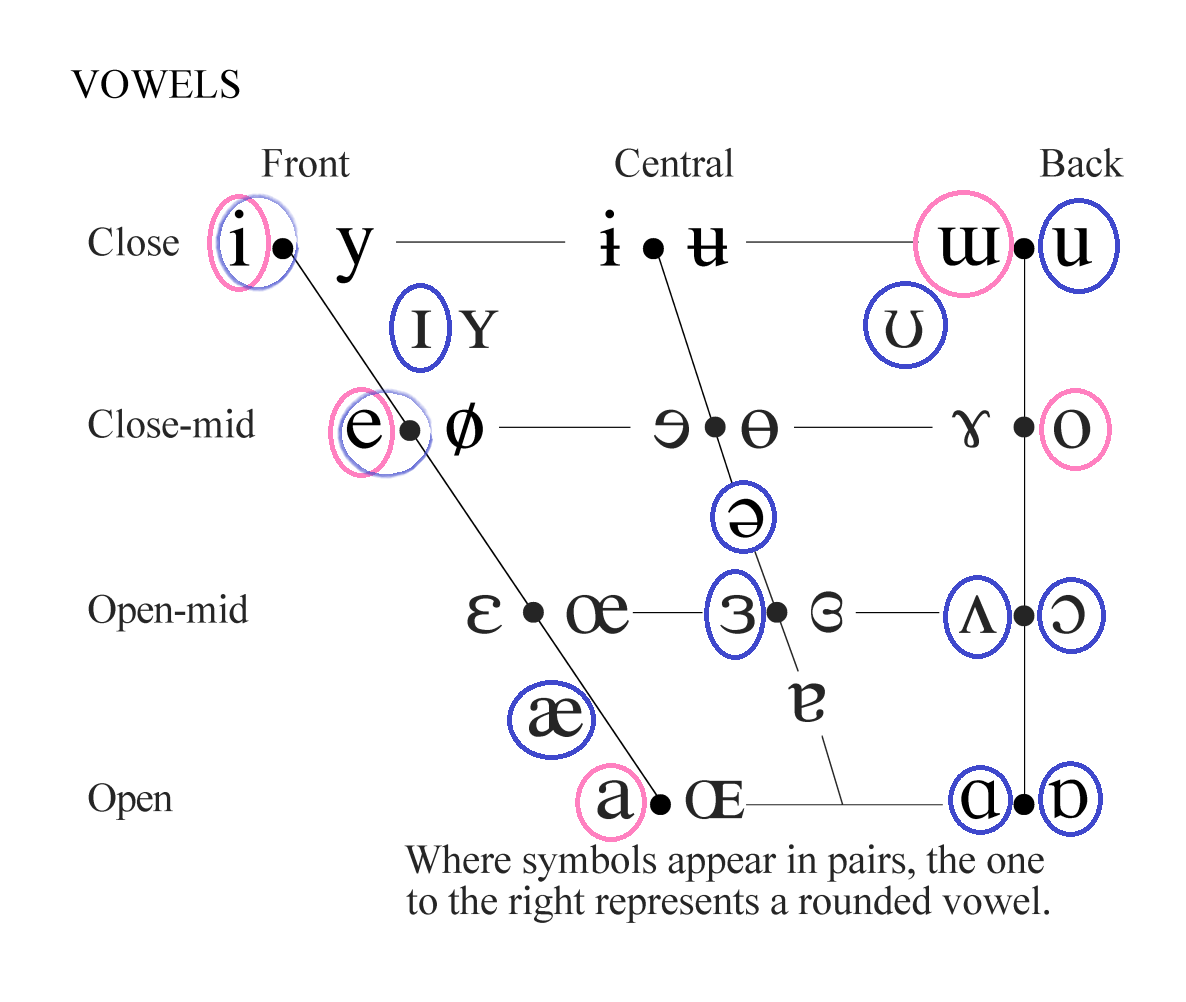 VOWELS
Front Central Back
Close i y ɨ ʉ ɯ u
ɪ ʏ ʊ
Close-mid e ø ɘ ɵ ɤ o
ə
Open-mid ɛ œ ɜ ɞ ʌ ɔ
æ ɐ
Open a ɶ ɑ ɒ
Where symbols appear in pairs, the one
to the right represents a rounded vowel.